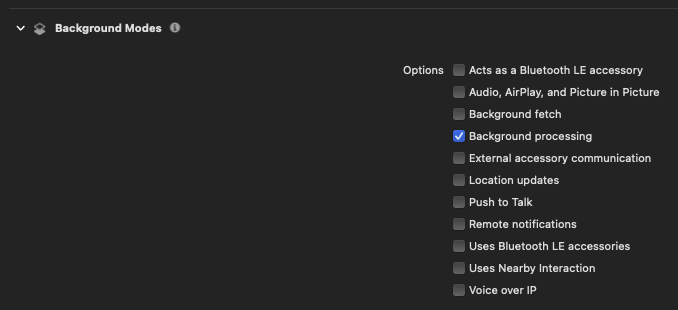 Background Modes
Options
Acts as a Bluetooth LE accessory
Audio, AirPlay, and Picture in Picture
Background fetch
Background processing
External accessory communication
Location updates
Push to Talk
Remote notifications
Uses Bluetooth LE accessories
Uses Nearby Interaction
Voice over IP